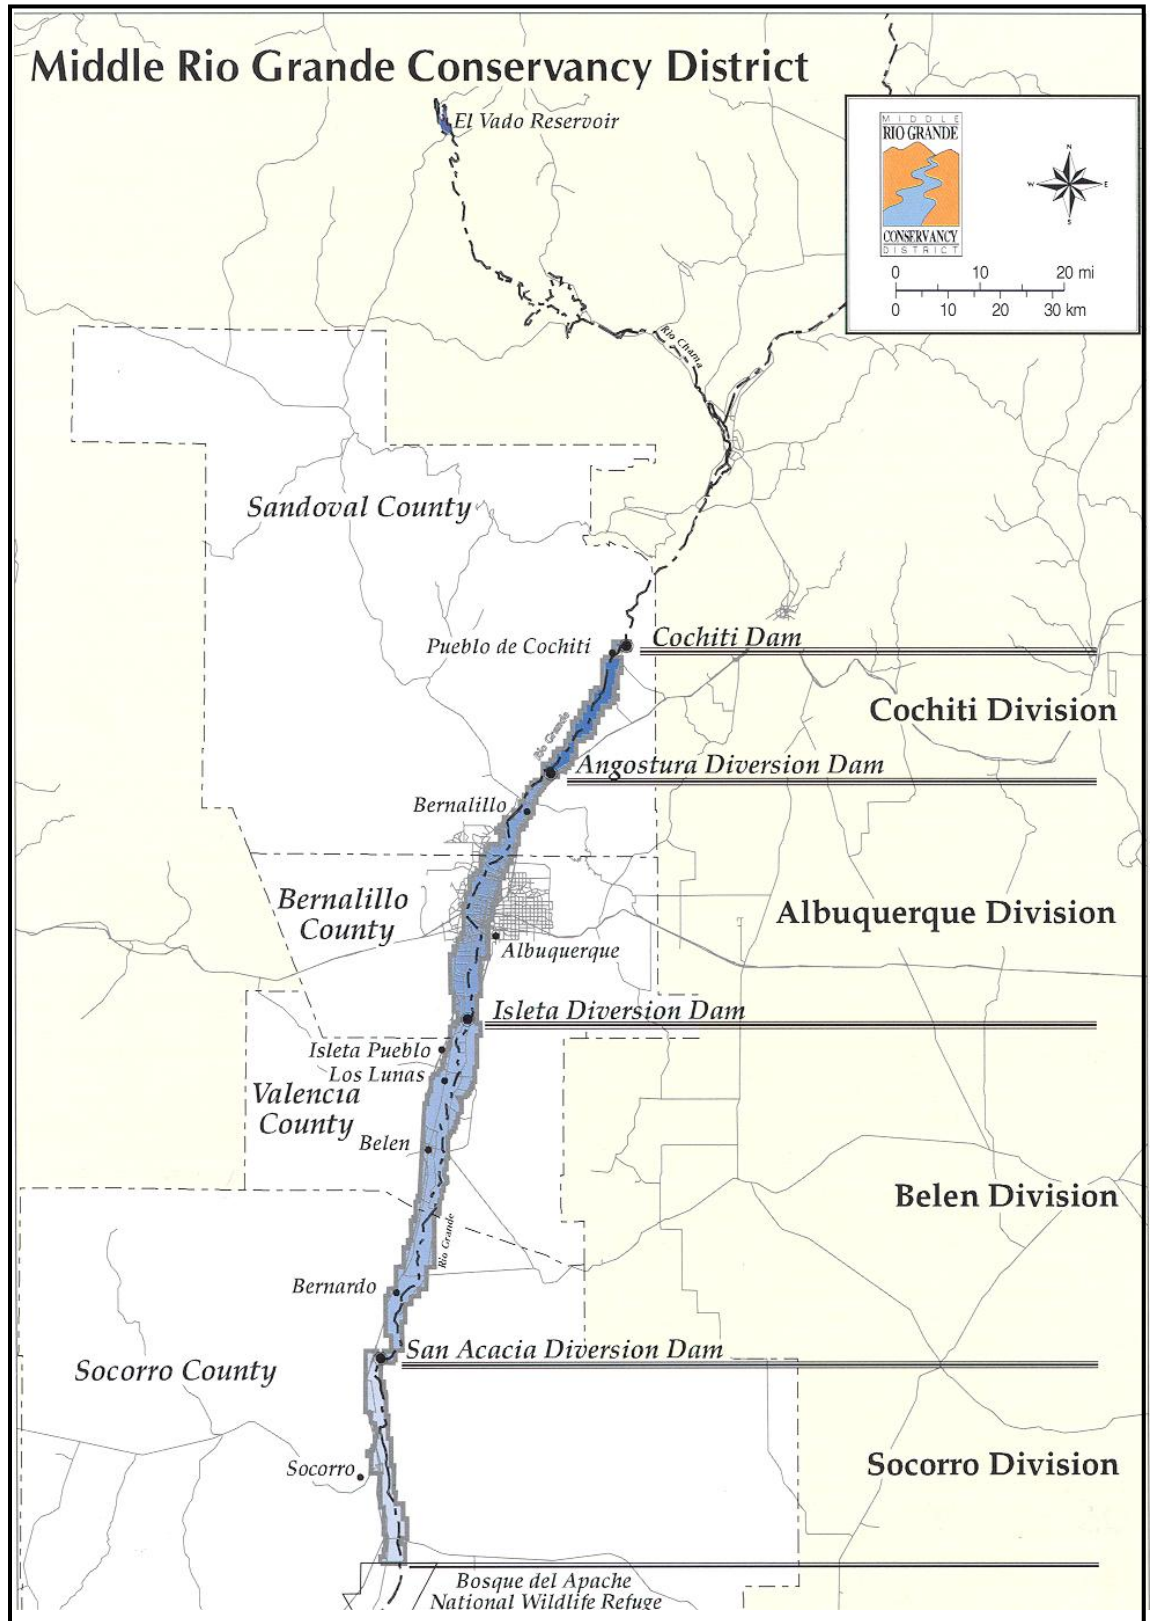 Middle Rio Grande Conservancy District
El Vado Reservoir
MIDDLE
RIO GRANDE
CONSERVANCY
DISTRICT
N
W E
S
0 10 20 mi
0 10 20 30 km
Rio Chama
Sandoval County
Pueblo de Cochiti
Cochiti Dam
Cochiti Division
Rio Grande
Angostura Diversion Dam
Bernalillo
Bernalillo
County
Albuquerque Division
Albuquerque
Isleta Diversion Dam
Isleta Pueblo
Los Lunas
Valencia
County
Belen
Belen Division
Rio Grande
Bernardo
San Acacia Diversion Dam
Socorro County
Socorro
Socorro Division
Bosque del Apache
National Wildlife Refuge